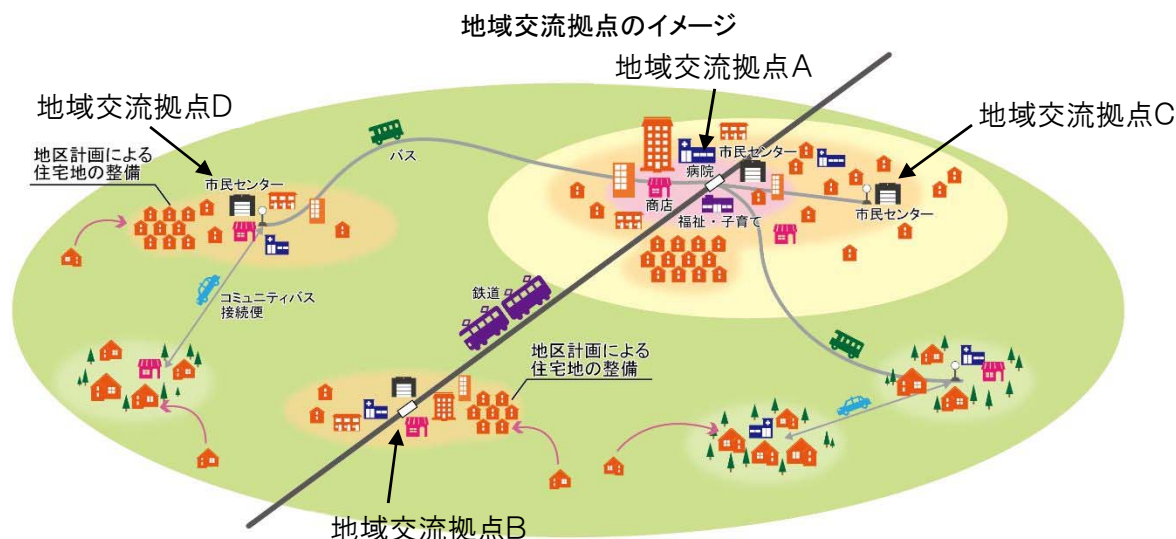 地域交流拠点のイメージ
地域交流拠点A
地域交流拠点D
地域交流拠点C
地区計画による
住宅地の整備
市民センター
バス
市民センター
病院
商店
福祉・子育て
市民センター
コミュニティバス
接続便
鉄道
地区計画による
住宅地の整備
地域交流拠点B